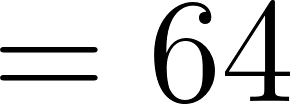 = 64